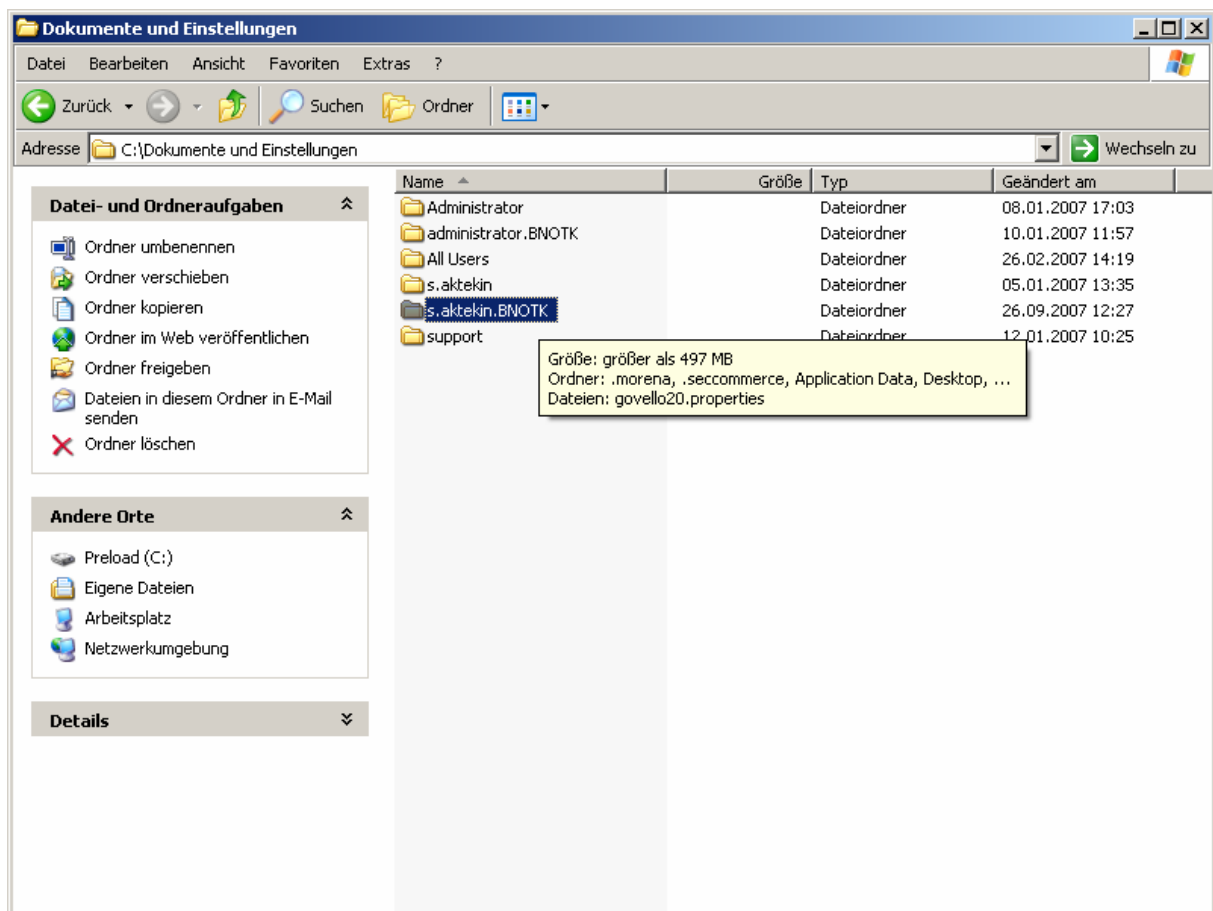 Dokumente und Einstellungen
Datei Bearbeiten Ansicht Favoriten Extras ?
Zurück Suchen Ordner
Adresse C:\Dokumente und Einstellungen Wechseln zu
Datei- und Ordneraufgaben
Ordner umbenennen
Ordner verschieben
Ordner kopieren
Ordner im Web veröffentlichen
Ordner freigeben
Dateien in diesem Ordner in E-Mail
senden
Ordner löschen
Andere Orte
Preload (C:)
Eigene Dateien
Arbeitsplatz
Netzwerkumgebung
Details
Name Größe Typ Geändert am
Administrator Dateiordner 08.01.2007 17:03
administrator.BNOTK Dateiordner 10.01.2007 11:57
All Users Dateiordner 26.02.2007 14:19
s.aktekin Dateiordner 05.01.2007 13:35
s.aktekin.BNOTK Dateiordner 26.09.2007 12:27
support Dateiordner 12.01.2007 10:25
Größe: größer als 497 MB
Ordner: .morena, .seccommerce, Application Data, Desktop, ...
Dateien: govello20.properties